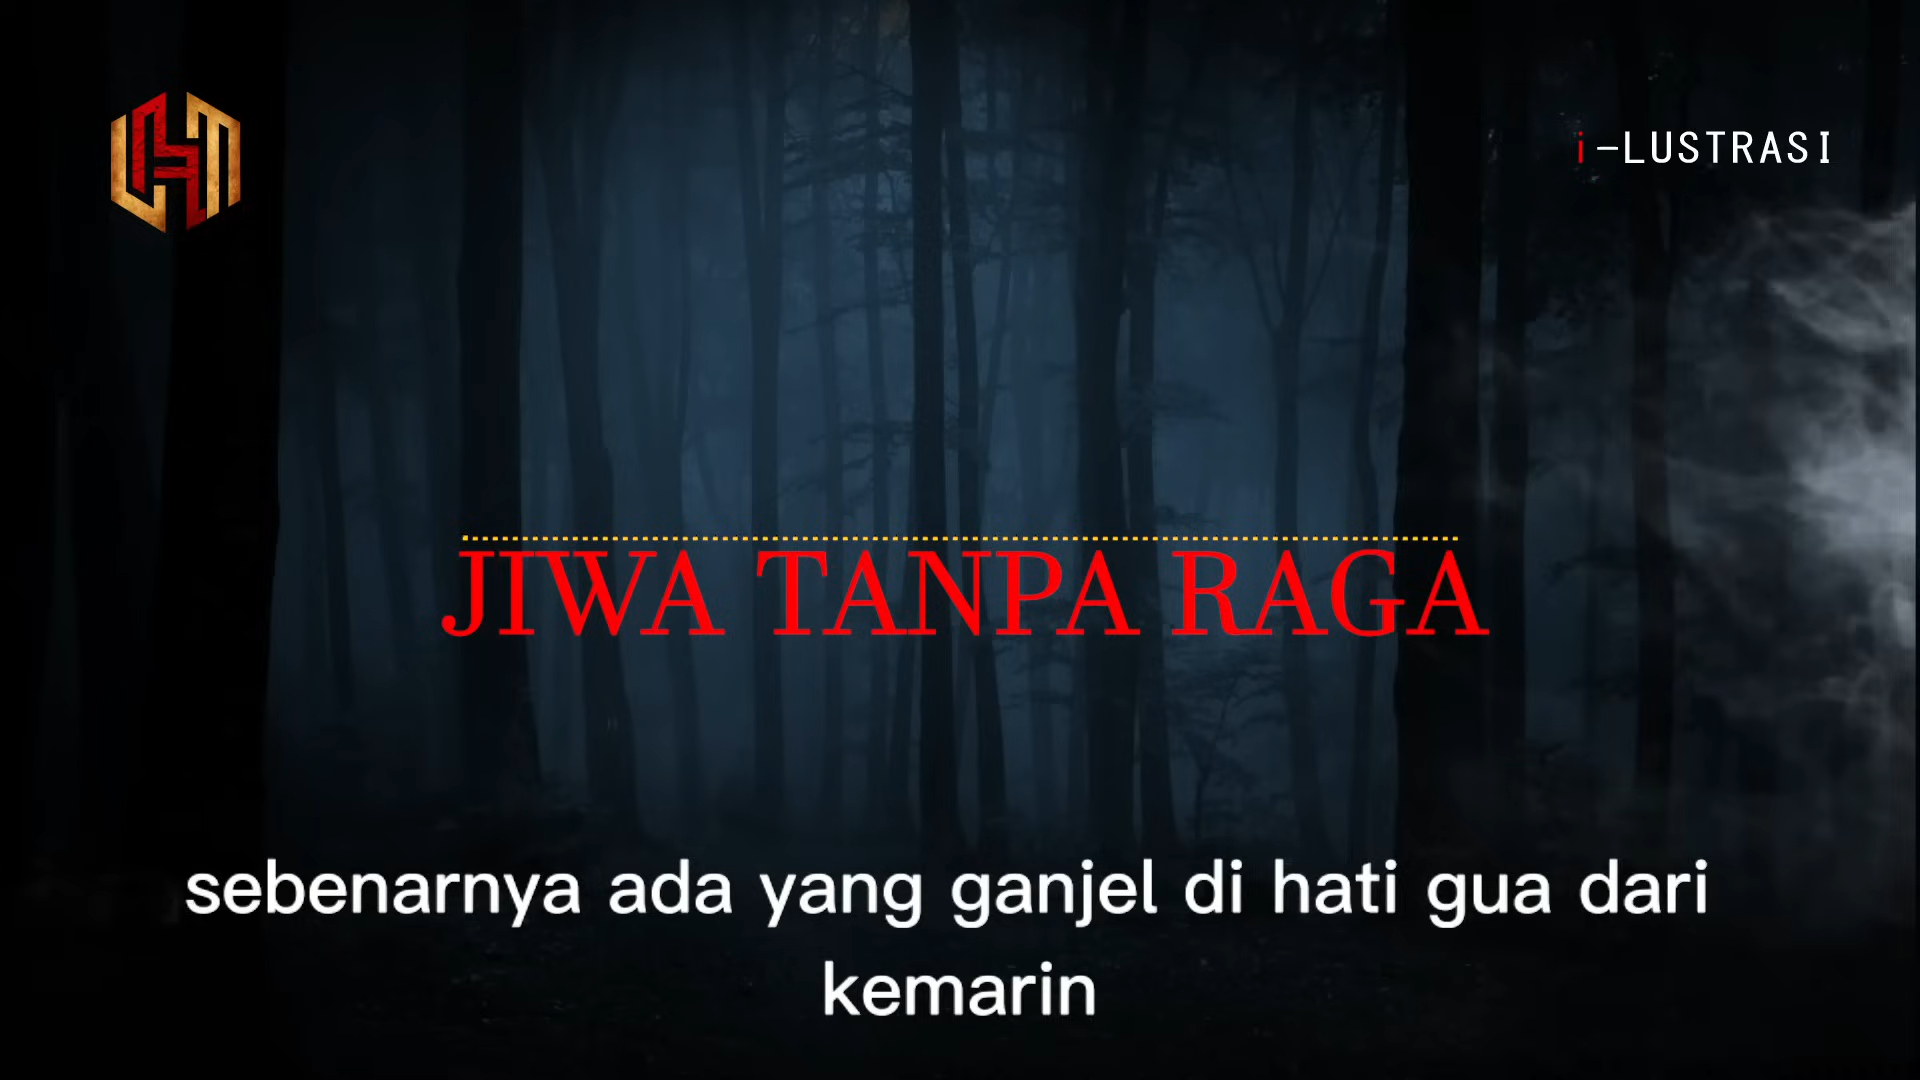 i-LUSTRASI
JIWA TANPA RAGA
sebenarnya ada yang ganjel di hati gua dari
kemarin